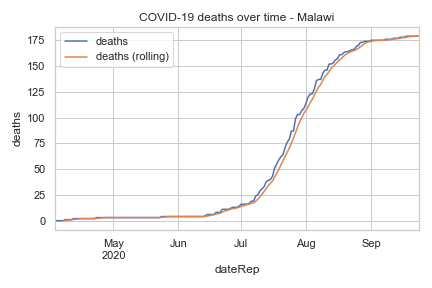 COVID-19 deaths over time - Malawi
deaths
deaths (rolling)
175
150
125
100
75
50
25
0
deaths
May
2020
Jun
Jul
Aug
Sep
dateRep